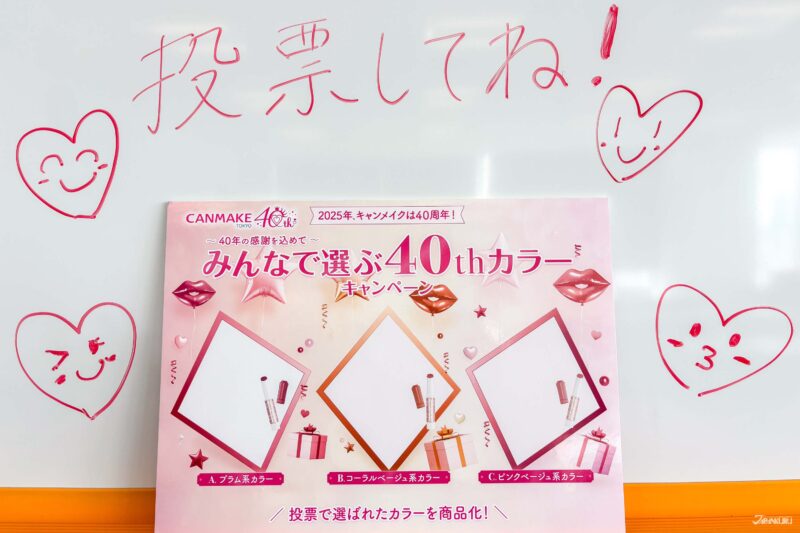 投票してね!
CANMAKE 40th
TOKYO
2025年、キャンメイクは40周年!
～40年の感謝を込めて～
みんなで選ぶ40thカラー
キャンペーン
A. プラム系カラー
B. コーラルベージュ系カラー
C. ピンクベージュ系カラー
投票で選ばれたカラーを商品化!
JAPANKURU